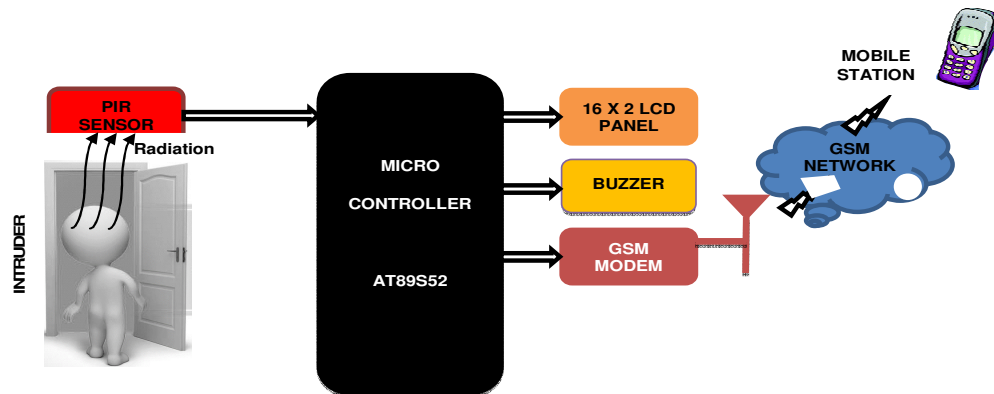 MOBILE
STATION
PIR
SENSOR
Radiation
INTRUDER
MICRO
CONTROLLER
AT89S52
16 X 2 LCD
PANEL
BUZZER
GSM
MODEM
GSM
NETWORK